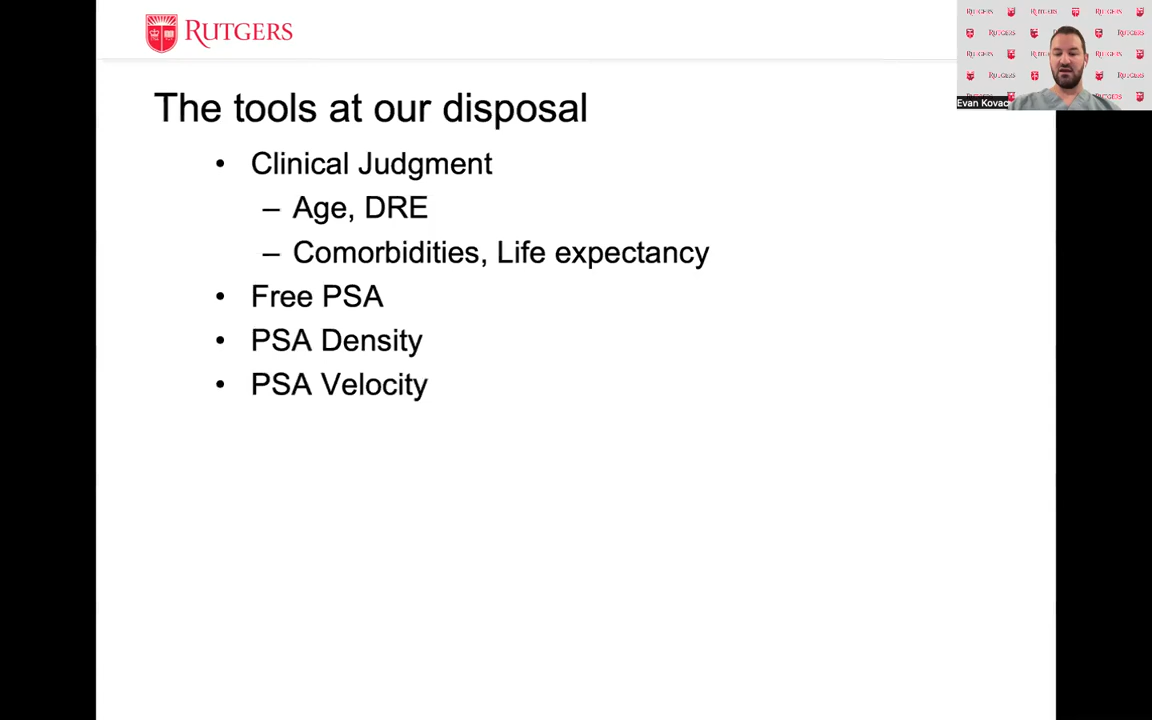 RUTGERS
Evan Kovac
The tools at our disposal
• Clinical Judgment
– Age, DRE
– Comorbidities, Life expectancy
• Free PSA
• PSA Density
• PSA Velocity